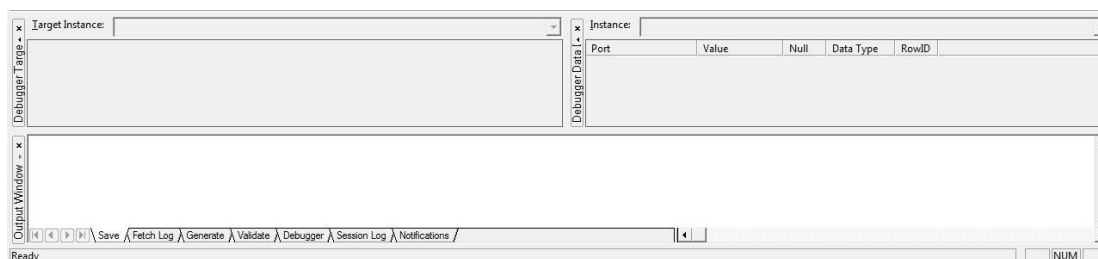 Target Instance:
Instance:
Port Value Null Data Type RowID
Debugger Targe
Debugger Data I
Output Window
Save Fetch Log Generate Validate Debugger Session Log Notifications
Ready NUM